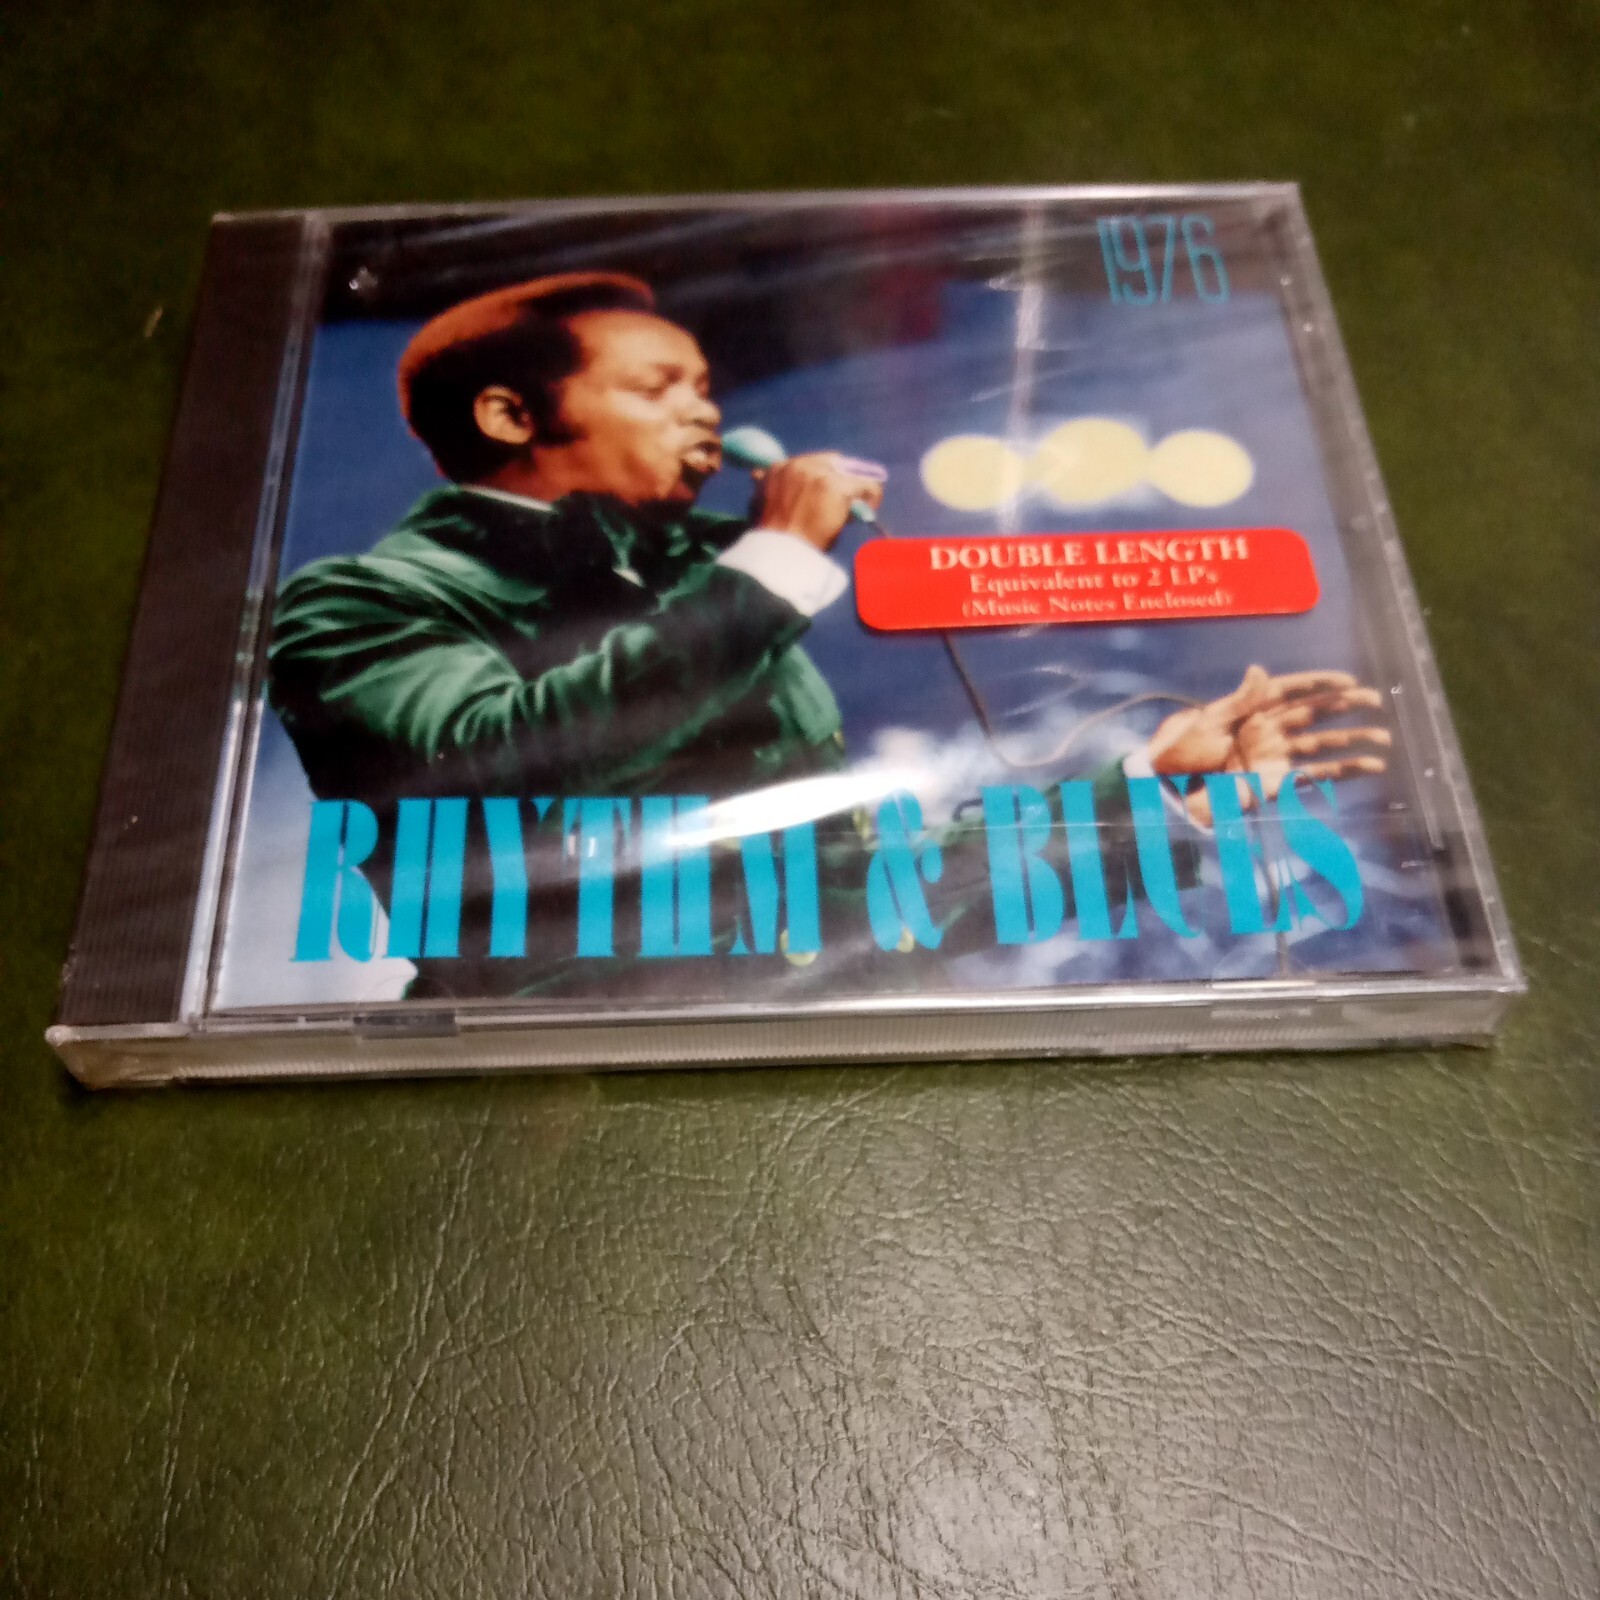 1976
DOUBLE LENGTH
Equivalent to 2 LPs
(Music Notes Enclosed)
RHYTHM & BLUES